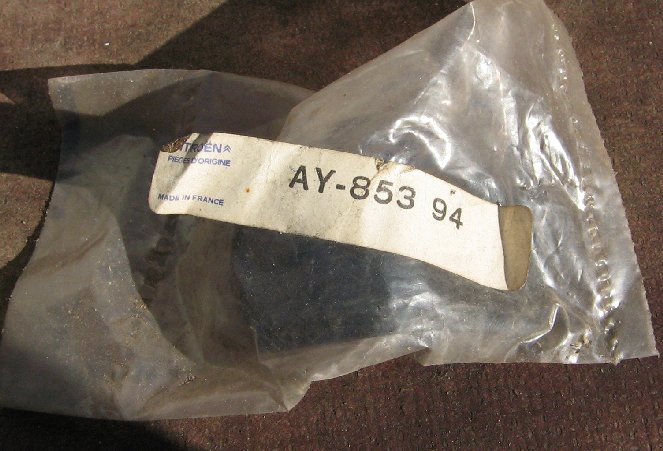 CITROËN
PIECES D'ORIGINE
MADE IN FRANCE
AY-853 94